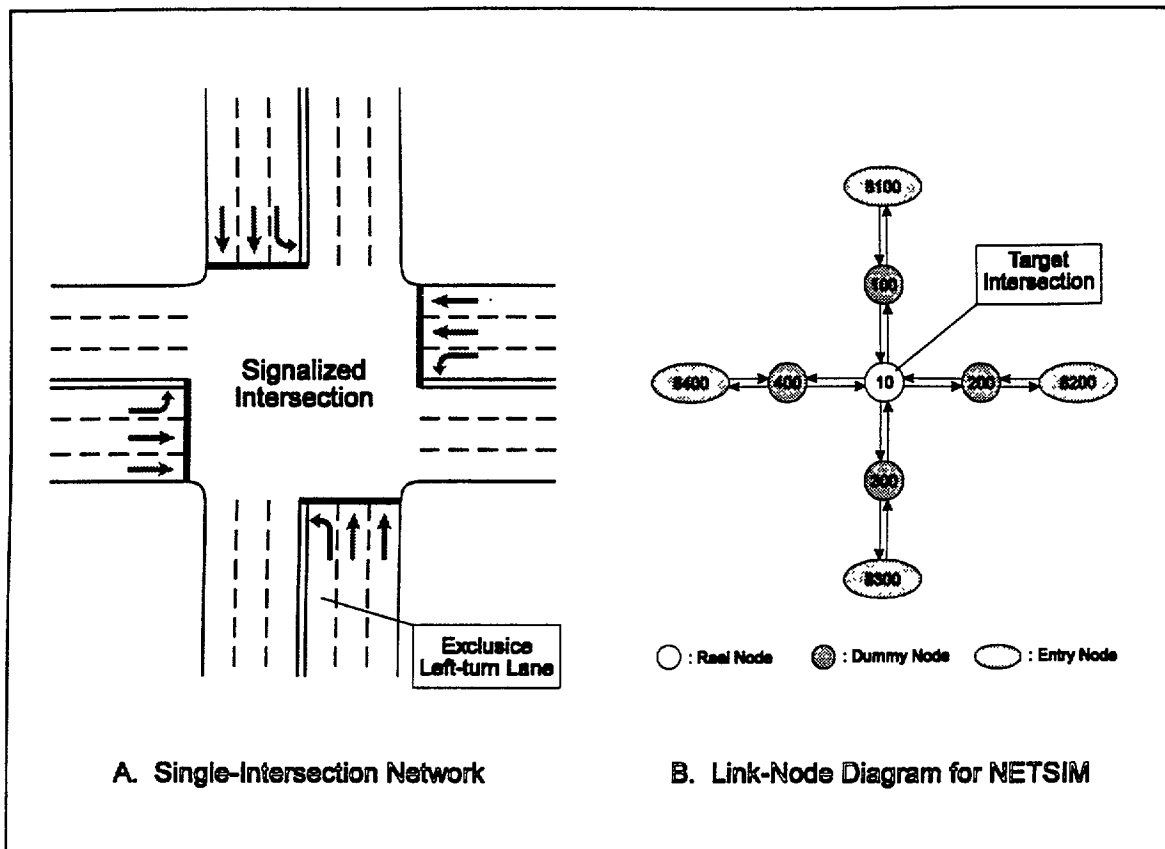 Signalized
Intersection
Exclusice
Left-turn Lane
A. Single-Intersection Network
8100
Target
Intersection
100
8400
400
10
200
8200
300
8300
: Real Node
: Dummy Node
: Entry Node
B. Link-Node Diagram for NETSIM